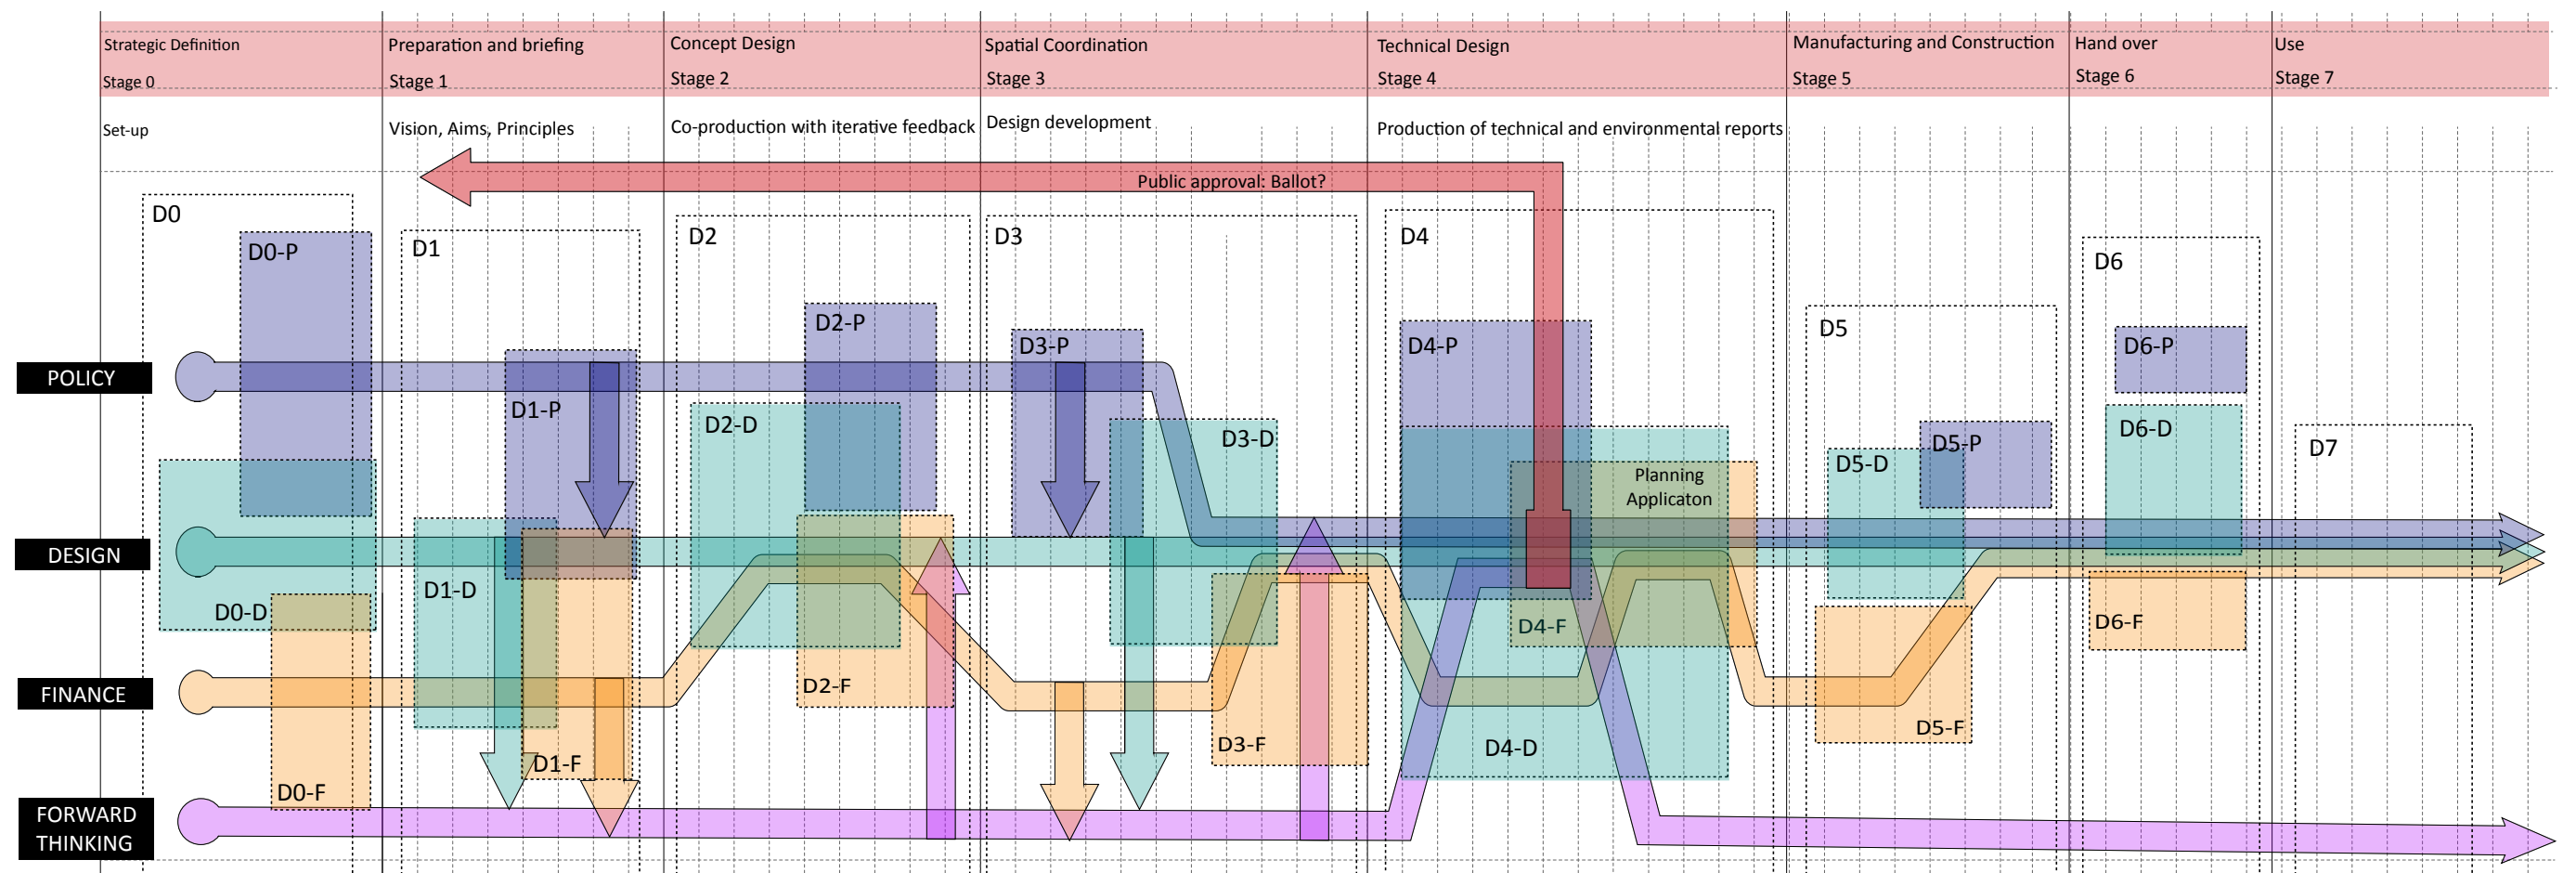 Strategic Definition
Stage 0
Preparation and briefing
Stage 1
Concept Design
Stage 2
Spatial Coordination
Stage 3
Technical Design
Stage 4
Manufacturing and Construction
Stage 5
Hand over
Stage 6
Use
Stage 7
Set-up
Vision, Aims, Principles
Co-production with iterative feedback
Design development
Production of technical and environmental reports
Public approval: Ballot?
D0
D0-P
D1
D2
D3
D4
D5
D6
D7
POLICY
D1-P
D2-P
D3-P
D4-P
D5-P
D6-P
D2-D
D3-D
Planning
Applicaton
D5-D
D6-D
DESIGN
D0-D
D1-D
D4-F
D6-F
FINANCE
D2-F
D0-F
D1-F
D3-F
D4-D
D5-F
FORWARD
THINKING